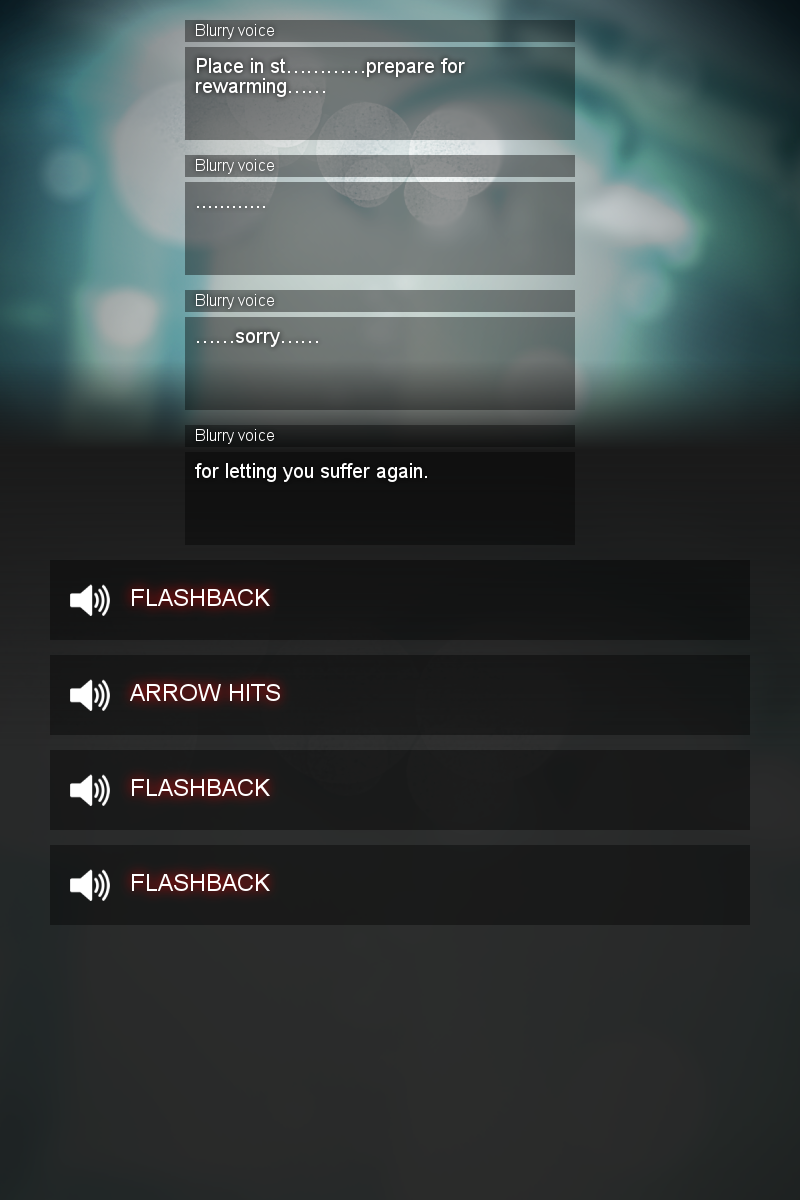 Blurry voice
Place in st…………prepare for
rewarming……
Blurry voice
…………
Blurry voice
……sorry……
Blurry voice
for letting you suffer again.
FLASHBACK
ARROW HITS
FLASHBACK
FLASHBACK